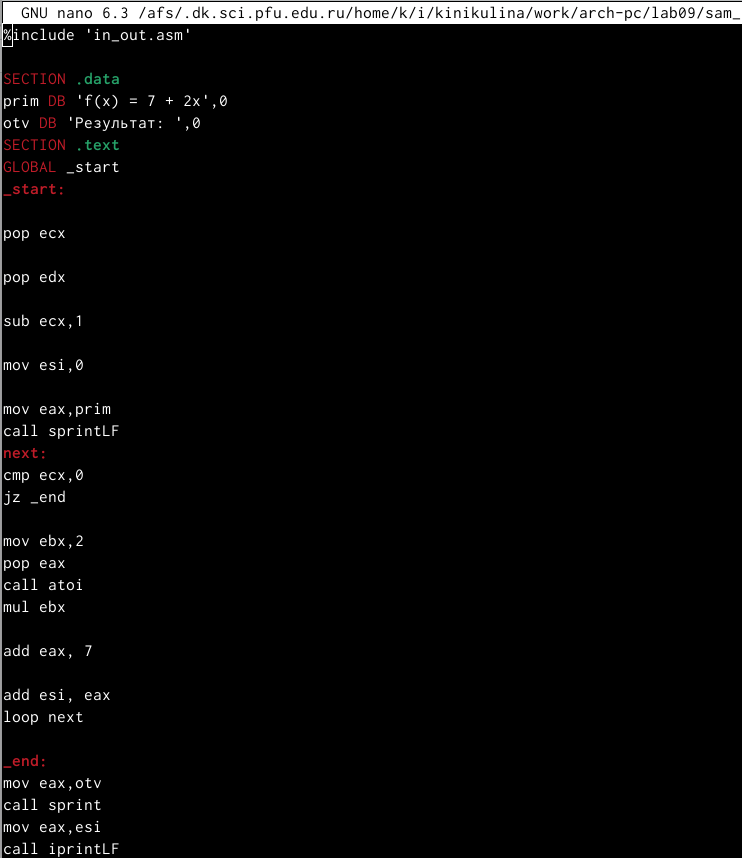 GNU nano 6.3 /afs/.dk.sci.pfu.edu.ru/home/k/i/kinikulina/work/arch-pc/lab09/sam_
%include 'in_out.asm'
SECTION .data
prim DB 'f(x) = 7 + 2x',0
otv DB 'Результат: ',0
SECTION .text
GLOBAL _start
_start:
pop ecx
pop edx
sub ecx,1
mov esi,0
mov eax,prim
call sprintLF
next:
cmp ecx,0
jz _end
mov ebx,2
pop eax
call atoi
mul ebx
add eax, 7
add esi, eax
loop next
_end:
mov eax,otv
call sprint
mov eax,esi
call iprintLF